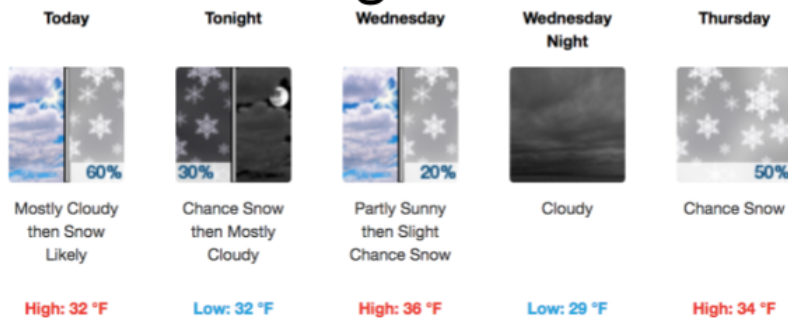 Today
60%
Mostly Cloudy
then Snow
Likely
High: 32 °F
Tonight
30%
Chance Snow
then Mostly
Cloudy
Low: 32 °F
Wednesday
20%
Partly Sunny
then Slight
Chance Snow
High: 36 °F
Wednesday
Night
Cloudy
Low: 29 °F
Thursday
50%
Chance Snow
High: 34 °F